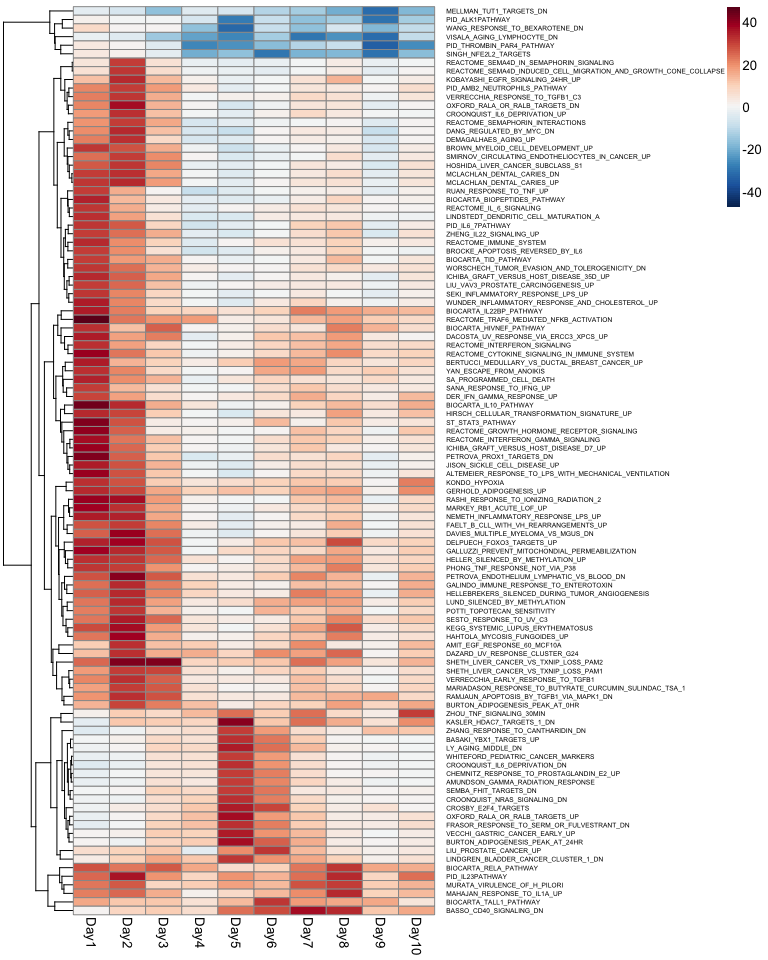 MELLMAN_TUT1_TARGETS_DN
PID_ALK1PATHWAY
WANG_RESPONSE_TO_BEXAROTENE_DN
VISALA_AGING_LYMPHOCYTE_DN
PID_THROMBIN_PAR4_PATHWAY
SINGH_NFE2L2_TARGETS
REACTOME_SEMA4D_IN_SEMAPHORIN_SIGNALING
REACTOME_SEMA4D_INDUCED_CELL_MIGRATION_AND_GROWTH_CONE_COLLAPSE
KOBAYASHI_EGFR_SIGNALING_24HR_UP
PID_AMB2_NEUTROPHILS_PATHWAY
VERRECCHIA_RESPONSE_TO_TGFB1_C3
OXFORD_RALA_OR_RALB_TARGETS_DN
CROONQUIST_IL6_DEPRIVATION_UP
REACTOME_SEMAPHORIN_INTERACTIONS
DANG_REGULATED_BY_MYC_DN
DEMAGALHAES_AGING_UP
BROWN_MYELOID_CELL_DEVELOPMENT_UP
SMIRNOV_CIRCULATING_ENDOTHELIOCYTES_IN_CANCER_UP
HOSHIDA_LIVER_CANCER_SUBCLASS_S1
MCLACHLAN_DENTAL_CARIES_DN
MCLACHLAN_DENTAL_CARIES_UP
RUAN_RESPONSE_TO_TNF_UP
BIOCARTA_BIOPEPTIDES_PATHWAY
REACTOME_IL_6_SIGNALING
LINDSTEDT_DENDRITIC_CELL_MATURATION_A
PID_IL6_7PATHWAY
ZHENG_IL22_SIGNALING_UP
REACTOME_IMMUNE_SYSTEM
BROCKE_APOPTOSIS_REVERSED_BY_IL6
BIOCARTA_TID_PATHWAY
WORSCHECH_TUMOR_EVASION_AND_TOLEROGENICITY_DN
ICHIBA_GRAFT_VERSUS_HOST_DISEASE_35D_UP
LIU_VAV3_PROSTATE_CARCINOGENESIS_UP
SEKI_INFLAMMATORY_RESPONSE_LPS_UP
WUNDER_INFLAMMATORY_RESPONSE_AND_CHOLESTEROL_UP
BIOCARTA_IL22BP_PATHWAY
REACTOME_TRAF6_MEDIATED_NFKB_ACTIVATION
BIOCARTA_HIVNEF_PATHWAY
DACOSTA_UV_RESPONSE_VIA_ERCC3_XPCS_UP
REACTOME_INTERFERON_SIGNALING
REACTOME_CYTOKINE_SIGNALING_IN_IMMUNE_SYSTEM
BERTUCCI_MEDULLARY_VS_DUCTAL_BREAST_CANCER_UP
YAN_ESCAPE_FROM_ANOIKIS
SA_PROGRAMMED_CELL_DEATH
SANA_RESPONSE_TO_IFNG_UP
DER_IFN_GAMMA_RESPONSE_UP
BIOCARTA_IL10_PATHWAY
HIRSCH_CELLULAR_TRANSFORMATION_SIGNATURE_UP
ST_STAT3_PATHWAY
REACTOME_GROWTH_HORMONE_RECEPTOR_SIGNALING
REACTOME_INTERFERON_GAMMA_SIGNALING
ICHIBA_GRAFT_VERSUS_HOST_DISEASE_D7_UP
PETROVA_PROX1_TARGETS_DN
JISON_SICKLE_CELL_DISEASE_UP
ALTEMEIER_RESPONSE_TO_LPS_WITH_MECHANICAL_VENTILATION
KONDO_HYPOXIA
GERHOLD_ADIPOGENESIS_UP
RASHI_RESPONSE_TO_IONIZING_RADIATION_2
MARKEY_RB1_ACUTE_LOF_UP
NEMETH_INFLAMMATORY_RESPONSE_LPS_UP
FAELT_B_CLL_WITH_VH_REARRANGEMENTS_UP
DAVIES_MULTIPLE_MYELOMA_VS_MGUS_DN
DELPUECH_FOXO3_TARGETS_UP
GALLUZZI_PREVENT_MITOCHONDIAL_PERMEABILIZATION
HELLER_SILENCED_BY_METHYLATION_UP
PHONG_TNF_RESPONSE_NOT_VIA_P38
PETROVA_ENDOTHELIUM_LYMPHATIC_VS_BLOOD_DN
GALINDO_IMMUNE_RESPONSE_TO_ENTEROTOXIN
HELLEBREKERS_SILENCED_DURING_TUMOR_ANGIOGENESIS
LUND_SILENCED_BY_METHYLATION
POTTI_TOPOTECAN_SENSITIVITY
SESTO_RESPONSE_TO_UV_C3
KEGG_SYSTEMIC_LUPUS_ERYTHEMATOSUS
HAHTOLA_MYCOSIS_FUNGOIDES_UP
AMIT_EGF_RESPONSE_60_MCF10A
DAZARD_UV_RESPONSE_CLUSTER_G24
SHETH_LIVER_CANCER_VS_TXNIP_LOSS_PAM2
SHETH_LIVER_CANCER_VS_TXNIP_LOSS_PAM1
VERRECCHIA_EARLY_RESPONSE_TO_TGFB1
MARIADASON_RESPONSE_TO_BUTYRATE_CURCUMIN_SULINDAC_TSA_1
RAMJAUN_APOPTOSIS_BY_TGFB1_VIA_MAPK1_DN
BURTON_ADIPOGENESIS_PEAK_AT_0HR
ZHOU_TNF_SIGNALING_30MIN
KASLER_HDAC7_TARGETS_1_DN
ZHANG_RESPONSE_TO_CANTHARIDIN_DN
BASAKI_YBX1_TARGETS_UP
LY_AGING_MIDDLE_DN
WHITEFORD_PEDIATRIC_CANCER_MARKERS
CROONQUIST_IL6_DEPRIVATION_DN
CHEMNITZ_RESPONSE_TO_PROSTAGLANDIN_E2_UP
AMUNDSON_GAMMA_RADIATION_RESPONSE
SEMBA_FHIT_TARGETS_DN
CROONQUIST_NRAS_SIGNALING_DN
CROSBY_E2F4_TARGETS
OXFORD_RALA_OR_RALB_TARGETS_UP
FRASOR_RESPONSE_TO_SERM_OR_FULVESTRANT_DN
VECCHI_GASTRIC_CANCER_EARLY_UP
BURTON_ADIPOGENESIS_PEAK_AT_24HR
LIU_PROSTATE_CANCER_UP
LINDGREN_BLADDER_CANCER_CLUSTER_1_DN
BIOCARTA_RELA_PATHWAY
PID_IL23PATHWAY
MURATA_VIRULENCE_OF_H_PILORI
MAHAJAN_RESPONSE_TO_IL1A_UP
BIOCARTA_TALL1_PATHWAY
BASSO_CD40_SIGNALING_DN
40
20
0
-20
-40
Day1
Day2
Day3
Day4
Day5
Day6
Day7
Day8
Day9
Day10